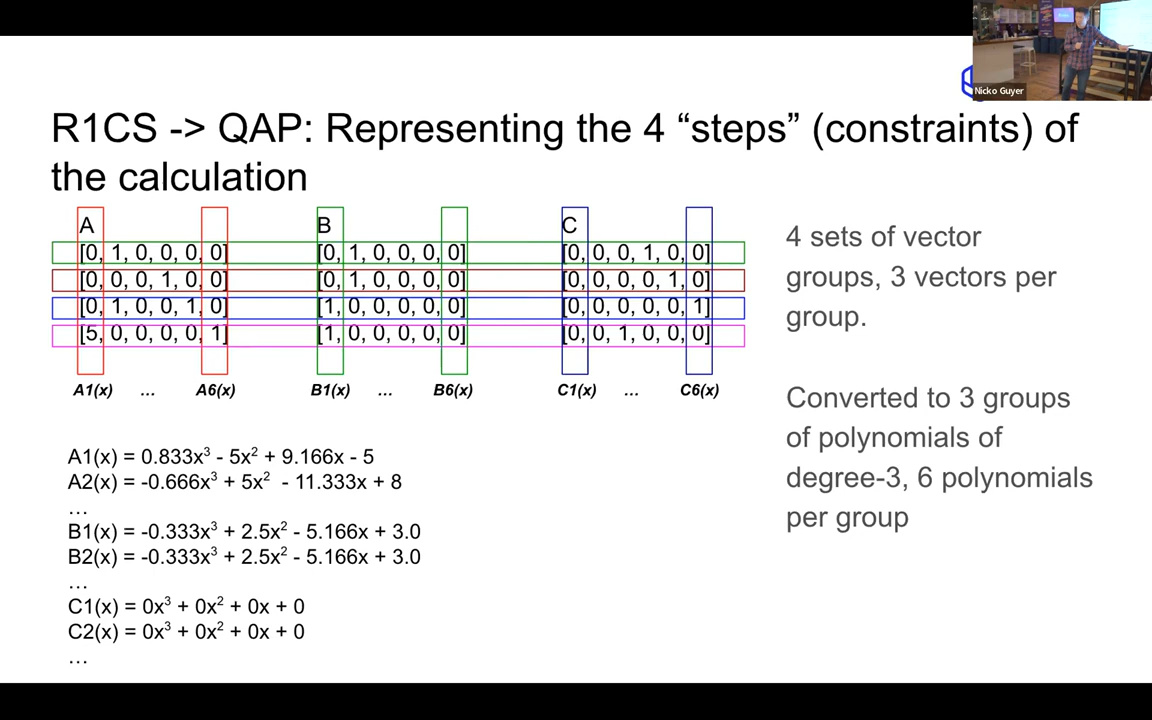 Nicko Guyer
R1CS -> QAP: Representing the 4 “steps” (constraints) of
the calculation
A B C
[0, 1, 0, 0, 0, 0] [0, 1, 0, 0, 0, 0] [0, 0, 0, 1, 0, 0]
[0, 0, 0, 1, 0, 0] [0, 1, 0, 0, 0, 0] [0, 0, 0, 0, 1, 0]
[0, 1, 0, 0, 1, 0] [1, 0, 0, 0, 0, 0] [0, 0, 0, 0, 0, 1]
[5, 0, 0, 0, 0, 1] [1, 0, 0, 0, 0, 0] [0, 0, 1, 0, 0, 0]
A1(x) ... A6(x) B1(x) ... B6(x) C1(x) ... C6(x)
4 sets of vector
groups, 3 vectors per
group.
Converted to 3 groups
of polynomials of
degree-3, 6 polynomials
per group
A1(x) = 0.833x³ - 5x² + 9.166x - 5
A2(x) = -0.666x³ + 5x² - 11.333x + 8
…
B1(x) = -0.333x³ + 2.5x² - 5.166x + 3.0
B2(x) = -0.333x³ + 2.5x² - 5.166x + 3.0
…
C1(x) = 0x³ + 0x² + 0x + 0
C2(x) = 0x³ + 0x² + 0x + 0
…